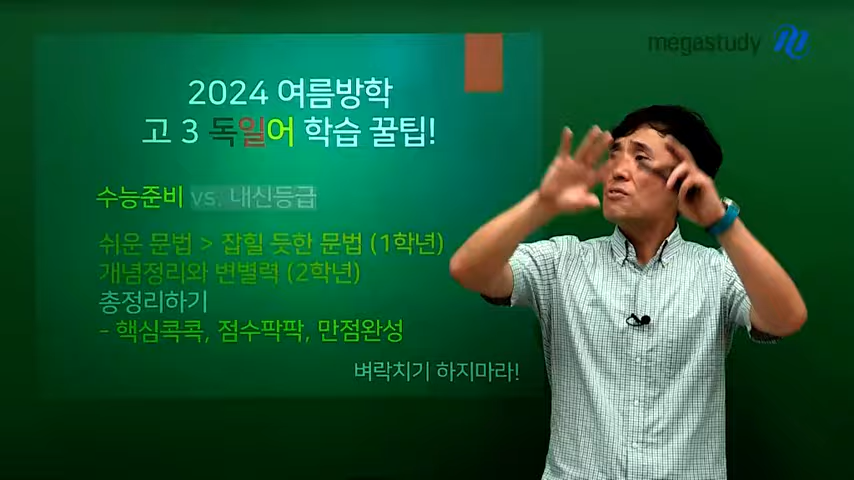 megastudy
2024 여름방학
고 3 독일어 학습 꿀팁!
수능준비 vs. 내신등급
쉬운 문법 > 잡힐 듯한 문법 (1학년)
개념정리와 변별력 (2학년)
총정리하기
- 핵심콕콕, 점수팍팍, 만점완성
벼락치기 하지마라!